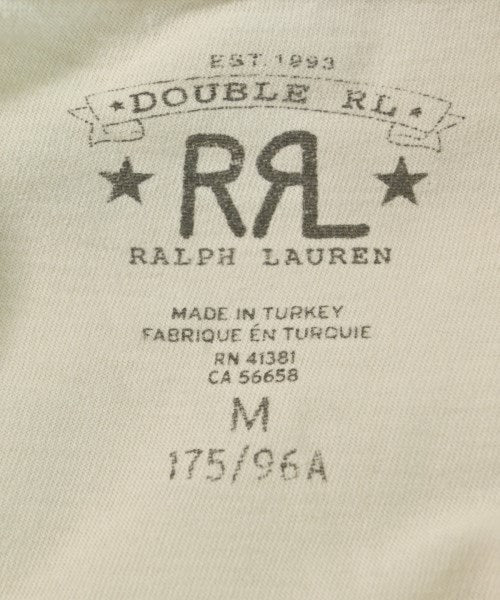 EST. 1993
★DOUBLE RL★
★RRL★
RALPH LAUREN
MADE IN TURKEY
FABRIQUE ÉN TURQUIE
RN 41381
CA 56658
M
175/96A